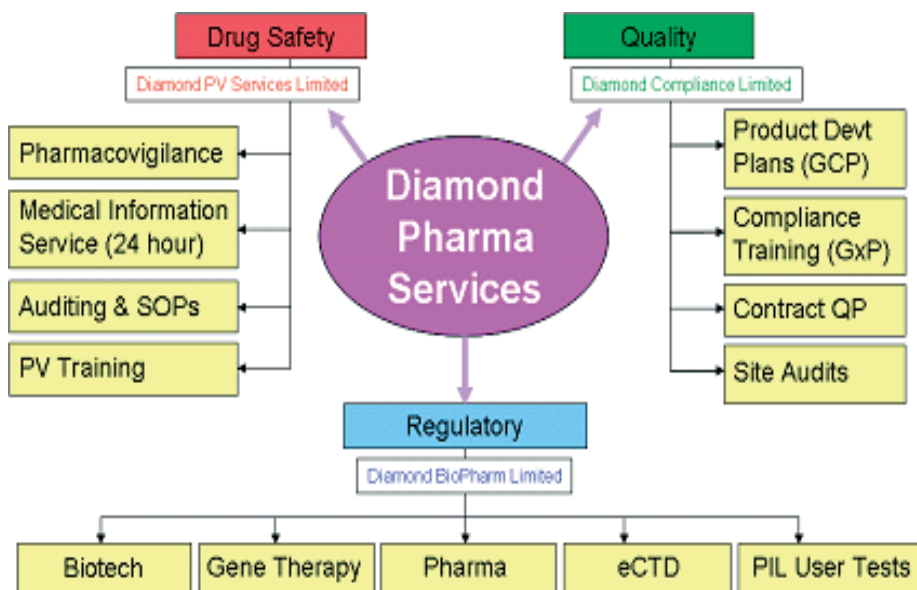 Drug Safety
Diamond PV Services Limited
Pharmacovigilance
Medical Information
Service (24 hour)
Auditing & SOPs
PV Training
Quality
Diamond Compliance Limited
Product Devt
Plans (GCP)
Compliance
Training (GxP)
Contract QP
Site Audits
Diamond
Pharma
Services
Regulatory
Diamond BioPharm Limited
Biotech
Gene Therapy
Pharma
eCTD
PIL User Tests